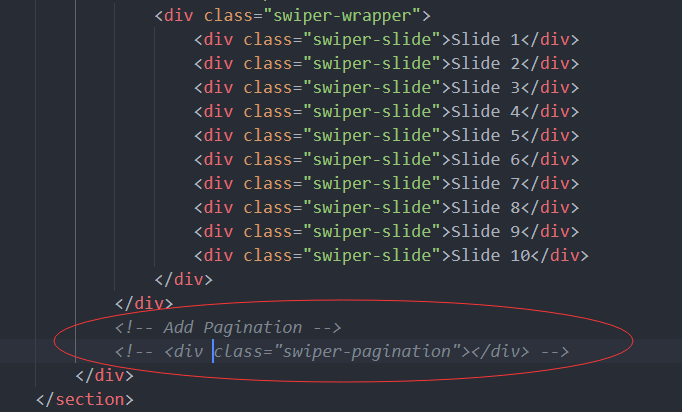 <div class="swiper-wrapper">
<div class="swiper-slide">Slide 1</div>
<div class="swiper-slide">Slide 2</div>
<div class="swiper-slide">Slide 3</div>
<div class="swiper-slide">Slide 4</div>
<div class="swiper-slide">Slide 5</div>
<div class="swiper-slide">Slide 6</div>
<div class="swiper-slide">Slide 7</div>
<div class="swiper-slide">Slide 8</div>
<div class="swiper-slide">Slide 9</div>
<div class="swiper-slide">Slide 10</div>
</div>
</div>
<!-- Add Pagination -->
<!-- <div class="swiper-pagination"></div> -->
</div>
</section>